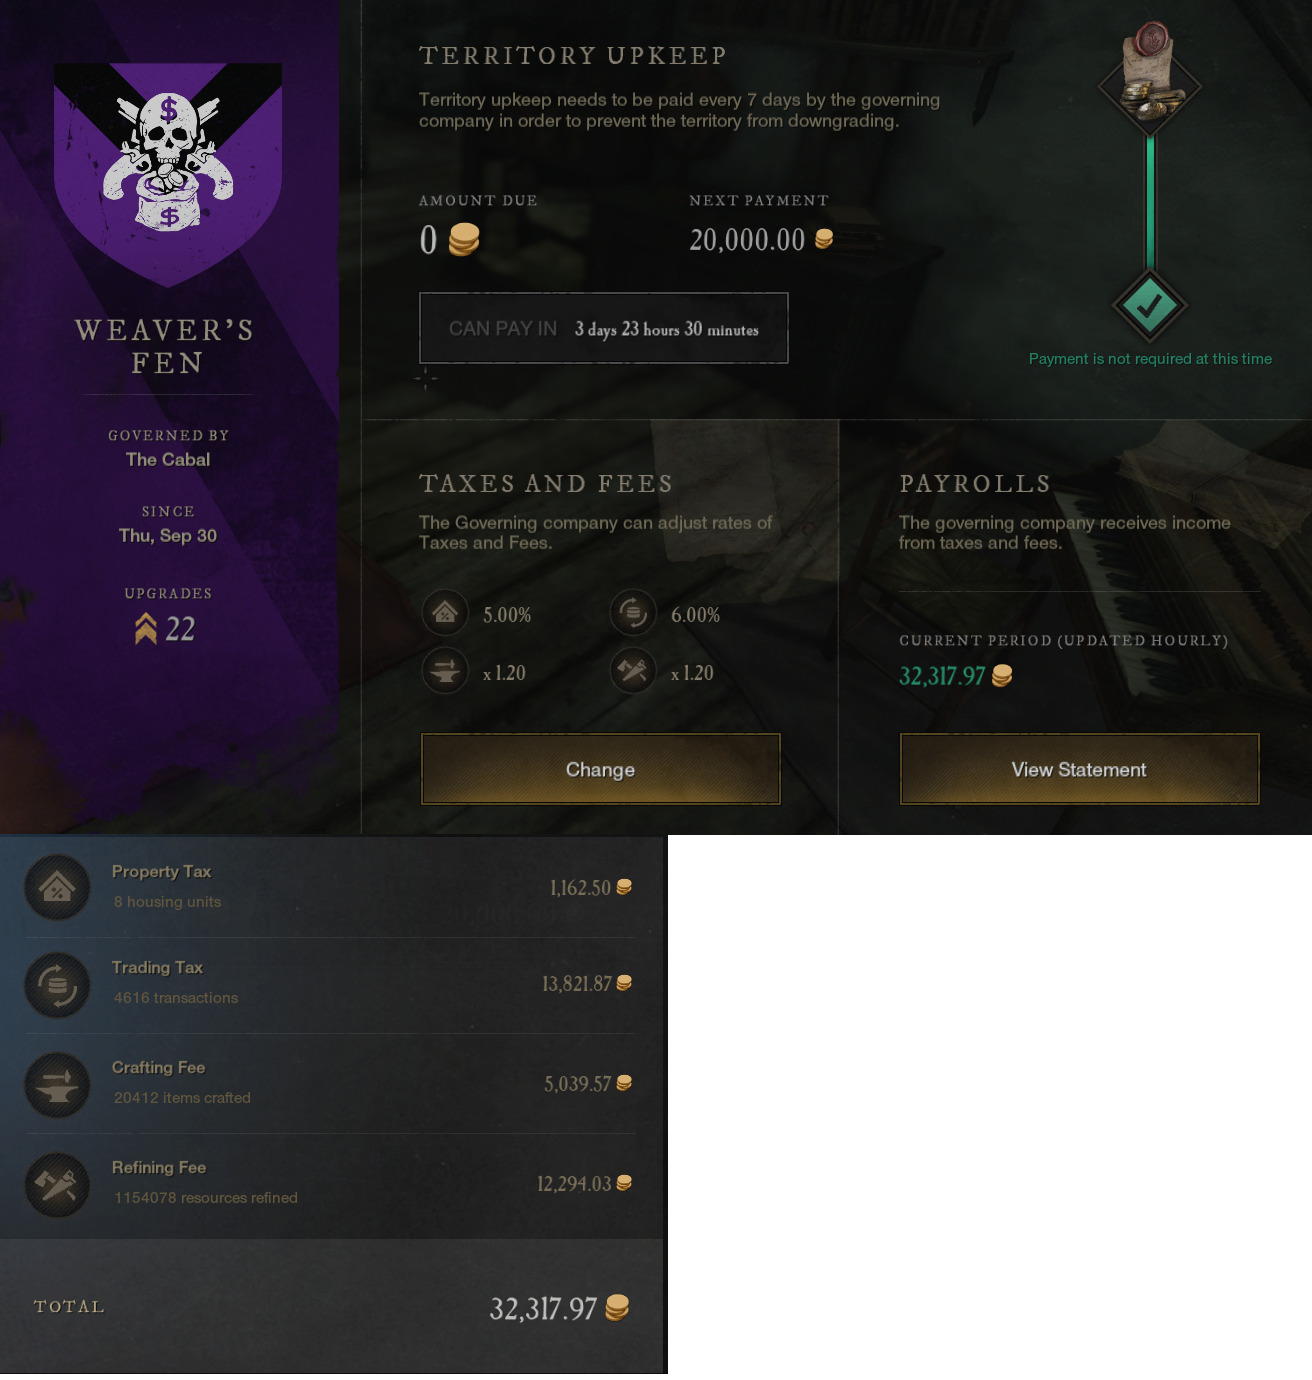 WEAVER'S
FEN
GOVERNED BY
The Cabal
SINCE
Thu, Sep 30
UPGRADES
22
TERRITORY UPKEEP
Territory upkeep needs to be paid every 7 days by the governing
company in order to prevent the territory from downgrading.
AMOUNT DUE
0
NEXT PAYMENT
20,000.00
CAN PAY IN 3 days 23 hours 30 minutes
Payment is not required at this time
TAXES AND FEES
The Governing company can adjust rates of
Taxes and Fees.
5.00%
6.00%
x 1.20
x 1.20
Change
PAYROLLS
The governing company receives income
from taxes and fees.
CURRENT PERIOD (UPDATED HOURLY)
32,317.97
View Statement
Property Tax
8 housing units
1,162.50
Trading Tax
4616 transactions
13,821.87
Crafting Fee
20412 items crafted
5,039.57
Refining Fee
1154078 resources refined
12,294.03
TOTAL
32,317.97